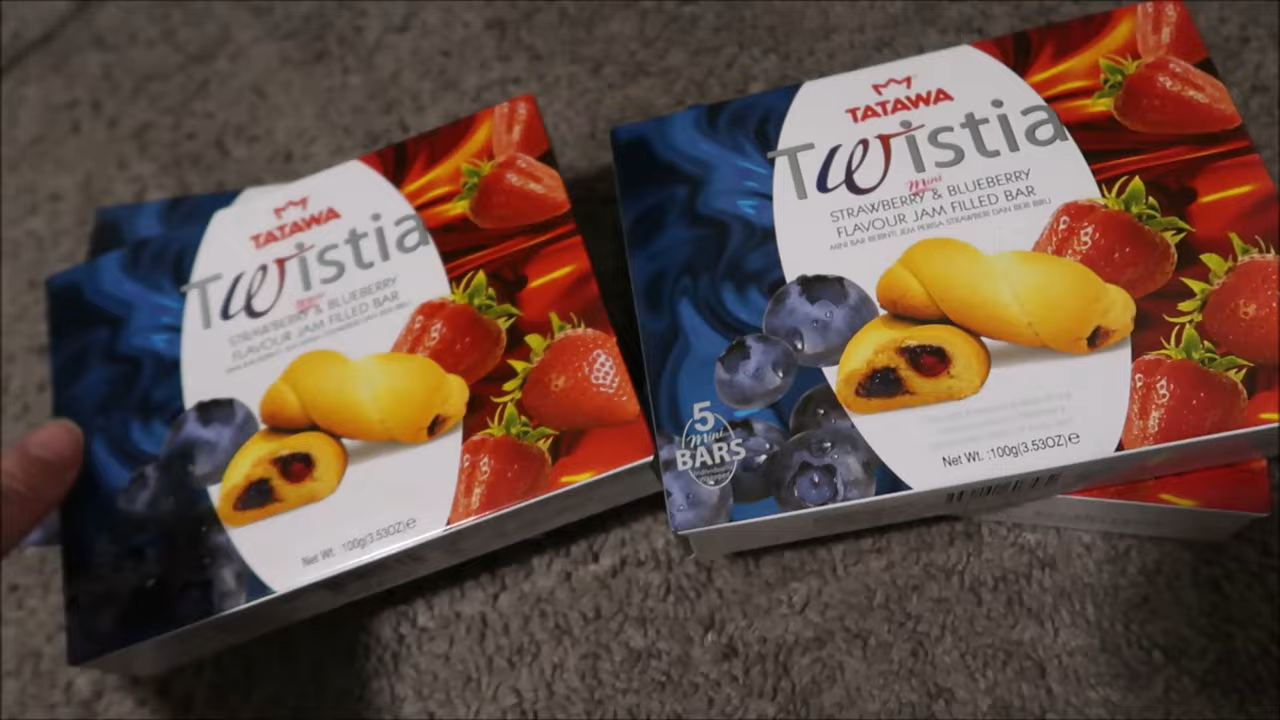 TATAWA
Twistia
Mini
STRAWBERRY & BLUEBERRY
FLAVOUR JAM FILLED BAR
Net Wt. :100g(3.53OZ)e
TATAWA
Twistia
Mini
STRAWBERRY & BLUEBERRY
FLAVOUR JAM FILLED BAR
MINI BAR BERINTI JEM PERISA STRAWBERI DAN BERI BIRU
5
Mini
BARS
individually
Net Wt. :100g(3.53OZ)e